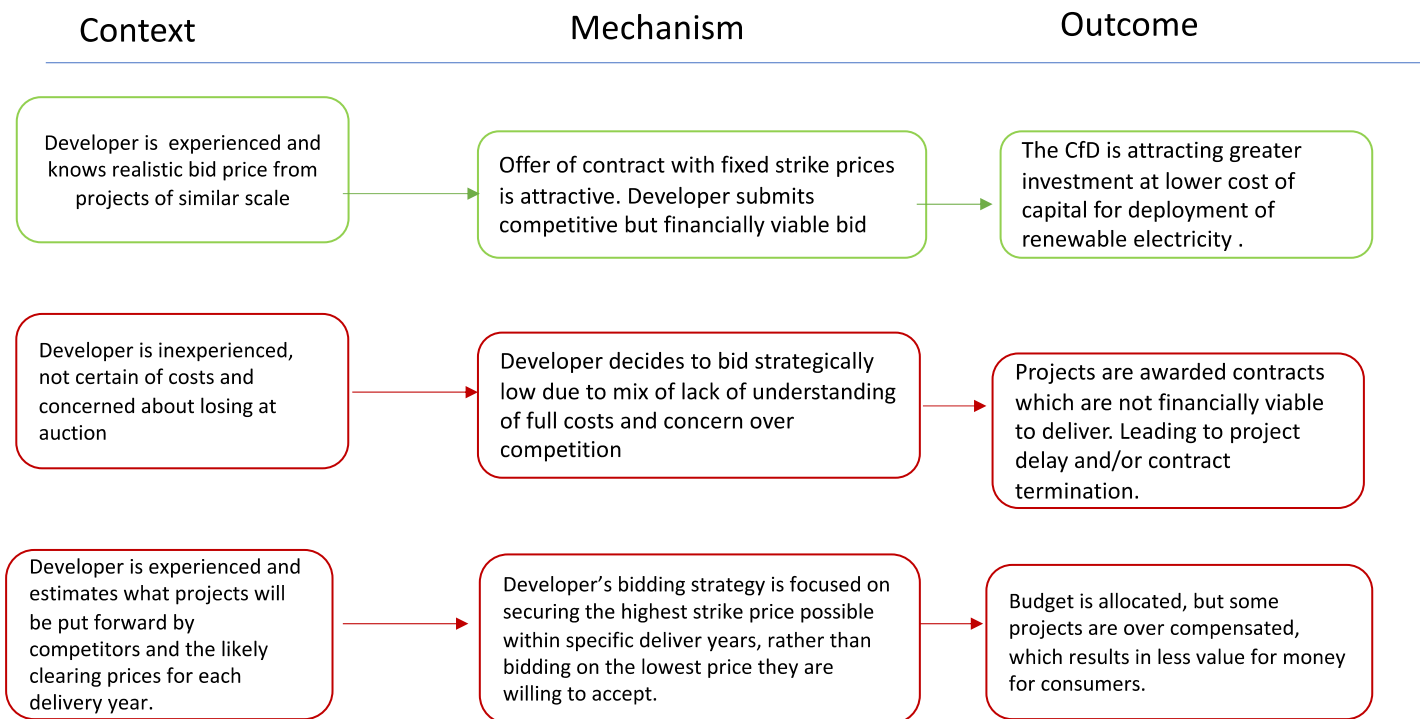 Context
Mechanism
Outcome
Developer is  experienced and
knows realistic bid price from
projects of similar scale
Offer of contract with fixed strike prices
is attractive. Developer submits
competitive but financially viable bid
The CfD is attracting greater
investment at lower cost of
capital for deployment of
renewable electricity .
Developer is inexperienced,
not certain of costs and
concerned about losing at
auction
Developer decides to bid strategically
low due to mix of lack of understanding
of full costs and concern over
competition
Projects are awarded contracts
which are not financially viable
to deliver. Leading to project
delay and/or contract
termination.
Developer is experienced and
estimates what projects will
be put forward by
competitors and the likely
clearing prices for each
delivery year.
Developer’s bidding strategy is focused on
securing the highest strike price possible
within specific deliver years, rather than
bidding on the lowest price they are
willing to accept.
Budget is allocated, but some
projects are over compensated,
which results in less value for money
for consumers.